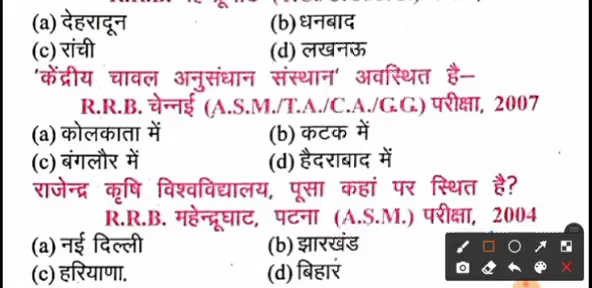 (a) देहरादून (b) धनबाद
(c) रांची (d) लखनऊ
'केंद्रीय चावल अनुसंधान संस्थान' अवस्थित है–
R.R.B. चेन्नई (A.S.M./T.A./C.A./G.G.) परीक्षा, 2007
(a) कोलकाता में (b) कटक में
(c) बंगलौर में (d) हैदराबाद में
राजेन्द्र कृषि विश्वविद्यालय, पूसा कहां पर स्थित है?
R.R.B. महेन्द्रूघाट, पटना (A.S.M.) परीक्षा, 2004
(a) नई दिल्ली (b) झारखंड
(c) हरियाणा. (d) बिहार